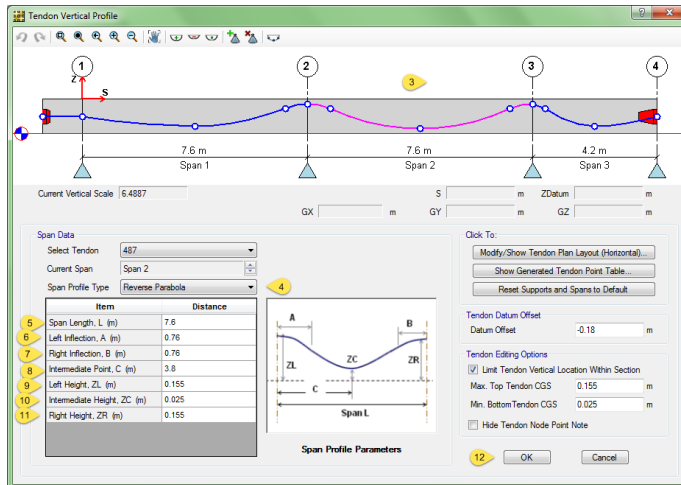 Tendon Vertical Profile
1
2
3
3
4
Z
S
7.6 m
7.6 m
4.2 m
Span 1
Span 2
Span 3
Current Vertical Scale 6.4887
S m ZDatum m
GX m GY m GZ m
Span Data
Select Tendon 487
Current Span Span 2
Span Profile Type Reverse Parabola
4
Item Distance
5 Span Length, L (m) 7.6
6 Left Inflection, A (m) 0.76
7 Right Inflection, B (m) 0.76
8 Intermediate Point, C (m) 3.8
9 Left Height, ZL (m) 0.155
10 Intermediate Height, ZC (m) 0.025
11 Right Height, ZR (m) 0.155
A
B
ZL
ZC
ZR
C
Span L
Span Profile Parameters
Click To:
Modify/Show Tendon Plan Layout (Horizontal)...
Show Generated Tendon Point Table...
Reset Supports and Spans to Default
Tendon Datum Offset
Datum Offset -0.18 m
Tendon Editing Options
Limit Tendon Vertical Location Within Section
Max. Top Tendon CGS 0.155 m
Min. BottomTendon CGS 0.025 m
Hide Tendon Node Point Note
12 OK Cancel